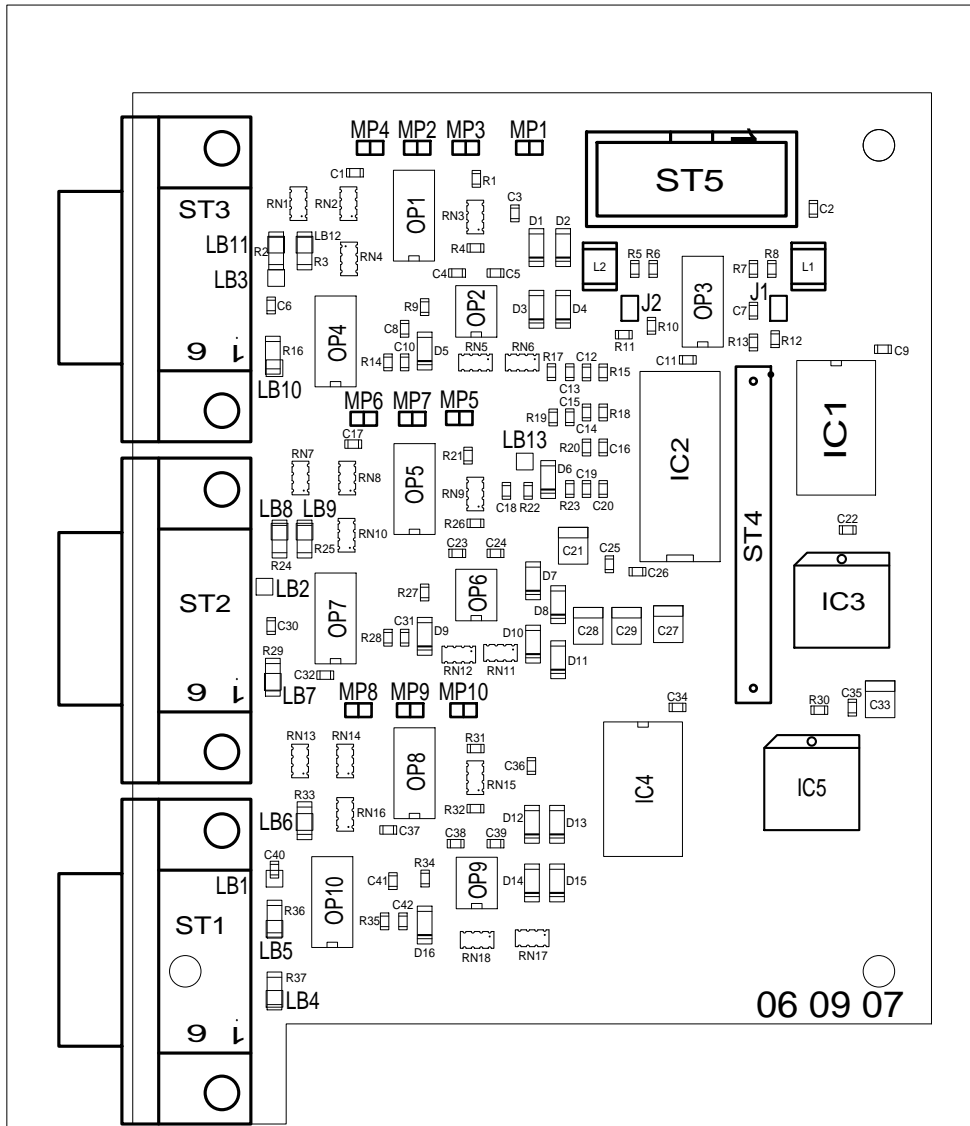 MP4 MP2 MP3 MP1
ST5
C1
R1
ST3
RN1 RN2
OP1
RN3
C3
D1 D2
C2
LB11
R2
LB12
R3
RN4
R4
LB3
C4 C5
L2
R5 R6
OP3
R7 R8
L1
J2
J1
C6
OP4
R9
OP2
D3 D4
C7
C8
R10
R11
R13 R12
9 1
R16
R14
C10
D5
RN5 RN6
R17
C12
C13
R15
C11
C9
LB10
MP6 MP7 MP5
R19
C15
C14
R18
IC2
IC1
C17
R21
LB13
R20
C16
RN7
RN8
OP5
RN9
D6
C19
C18 R22
R23 C20
ST4
LB8 LB9
RN10
R26
R24
R25
C23 C24
C21
C25
C26
C22
LB2
ST2
OP7
R27
OP6
D7
D8
IC3
C30
R28
C31
D9
D10
C28 C29 C27
R29
C32
RN12 RN11
D11
9 1
LB7
MP8 MP9 MP10
C34
R30
C35
C33
RN13 RN14
OP8
R31
RN15
C36
IC4
IC5
R33
LB6
RN16
R32
C37
C38 C39
D12 D13
C40
LB1
OP10
C41
R34
OP9
D14 D15
ST1
R36
R35
C42
D16
LB5
RN18 RN17
R37
LB4
9 1
06 09 07